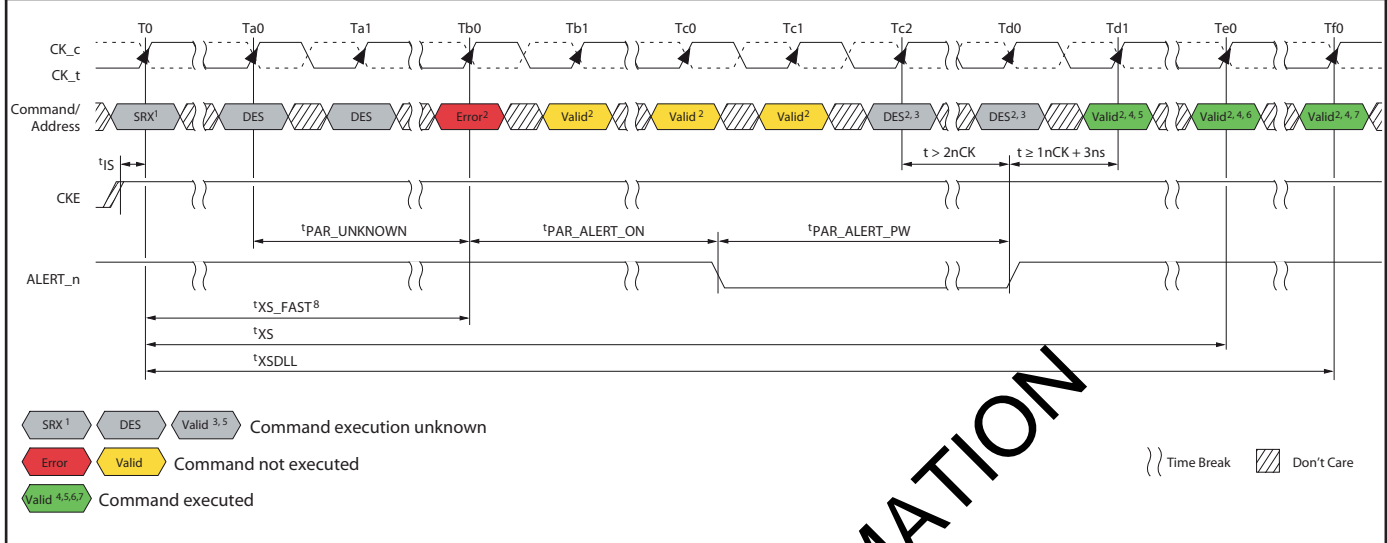 T0 Ta0 Ta1 Tb0 Tb1 Tc0 Tc1 Tc2 Td0 Td1 Te0 Tf0
CK_c
CK_t
Command/
Address
SRX¹ DES DES Error² Valid² Valid ² Valid² DES²,³ DES²,³ Valid²,⁴,⁵ Valid²,⁴,⁶ Valid²,⁴,⁷
ᵗIS t > 2nCK t ≥ 1nCK + 3ns
CKE
ᵗPAR_UNKNOWN ᵗPAR_ALERT_ON ᵗPAR_ALERT_PW
ALERT_n
ᵗXS_FAST⁸
ᵗXS
ᵗXSDLL
SRX ¹ DES Valid ³,⁵ Command execution unknown
Error Valid Command not executed
Valid ⁴,⁵,⁶,⁷ Command executed
Time Break Don't Care
MATION